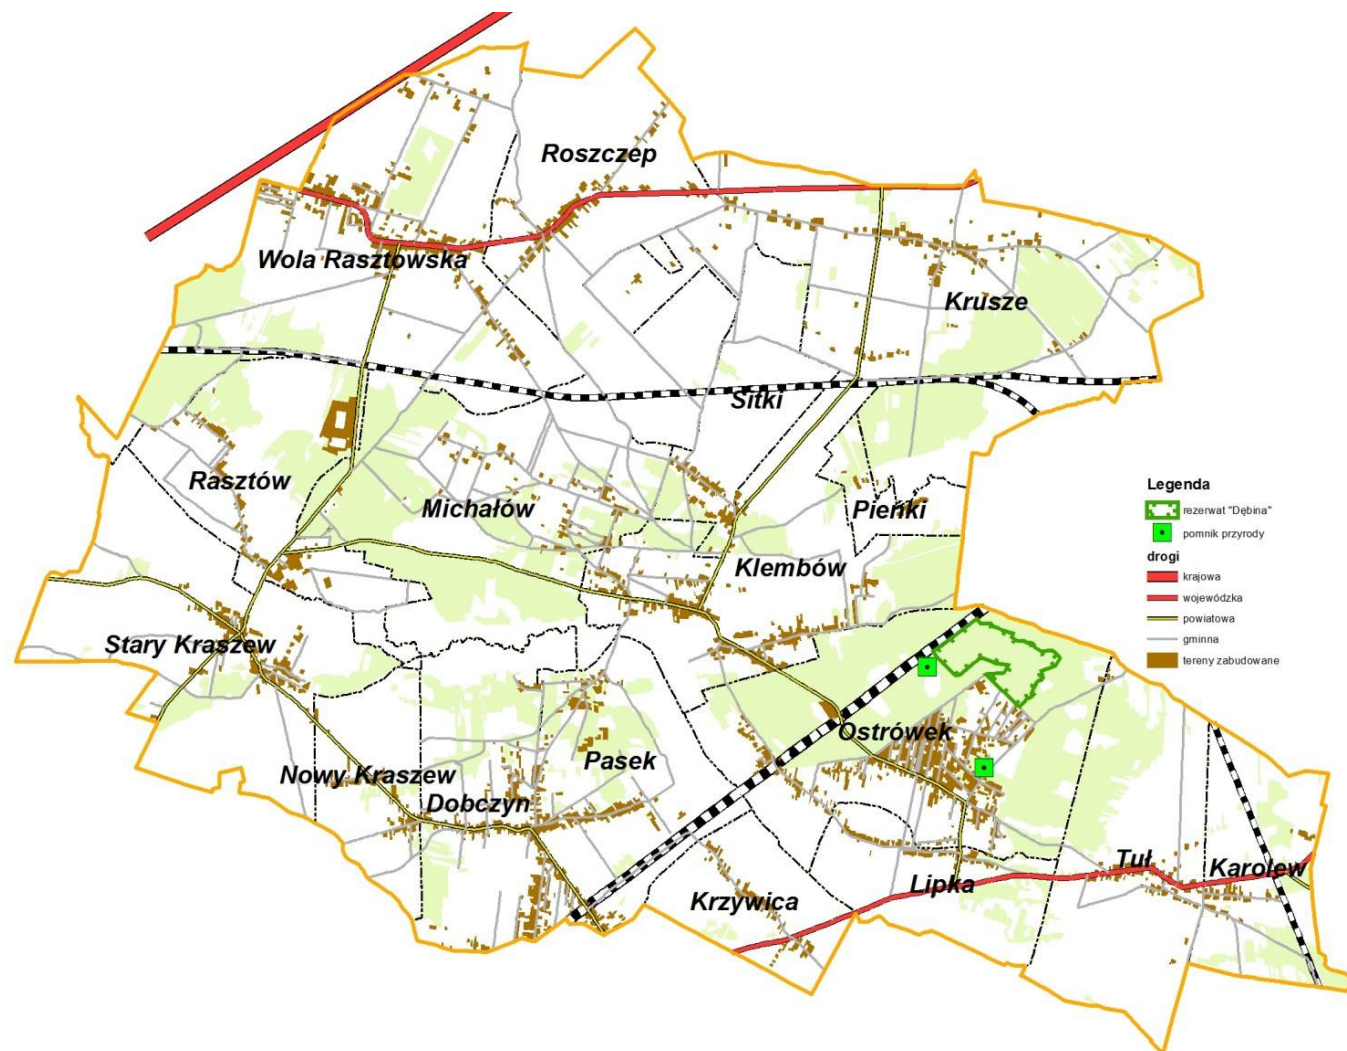 Roszczep
Wola Rasztowska
Krusze
Sitki
Rasztów
Michałów
Pieńki
Klembów
Stary Kraszew
Ostrówek
Pasek
Nowy Kraszew
Dobczyn
Tuł
Karolew
Lipka
Krzywica
Legenda
rezerwat "Dębina"
pomnik przyrody
drogi
krajowa
wojewódzka
powiatowa
gminna
tereny zabudowane